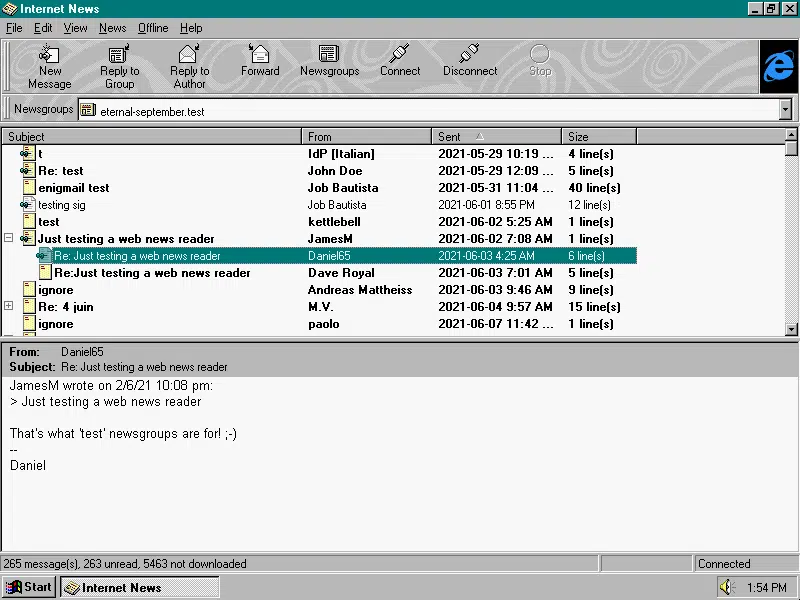 Internet News
File Edit View News Offline Help
New Message Reply to Group Reply to Author Forward Newsgroups Connect Disconnect Stop
Newsgroups eternal-september.test
Subject From Sent Size
t IdP [Italian] 2021-05-29 10:19 ... 4 line(s)
Re: test John Doe 2021-05-29 12:09 ... 5 line(s)
enigmail test Job Bautista 2021-05-31 11:04 ... 40 line(s)
testing sig Job Bautista 2021-06-01 8:55 PM 12 line(s)
test kettlebell 2021-06-02 5:25 AM 1 line(s)
Just testing a web news reader JamesM 2021-06-02 7:08 AM 1 line(s)
Re: Just testing a web news reader Daniel65 2021-06-03 4:25 AM 6 line(s)
Re:Just testing a web news reader Dave Royal 2021-06-03 7:01 AM 5 line(s)
ignore Andreas Mattheiss 2021-06-03 9:46 AM 9 line(s)
Re: 4 juin M.V. 2021-06-04 9:57 AM 15 line(s)
ignore paolo 2021-06-07 11:42 ... 1 line(s)
From: Daniel65
Subject: Re: Just testing a web news reader
JamesM wrote on 2/6/21 10:08 pm:
> Just testing a web news reader
That's what 'test' newsgroups are for! ;-)
--
Daniel
265 message(s), 263 unread, 5463 not downloaded Connected
Start Internet News 1:54 PM